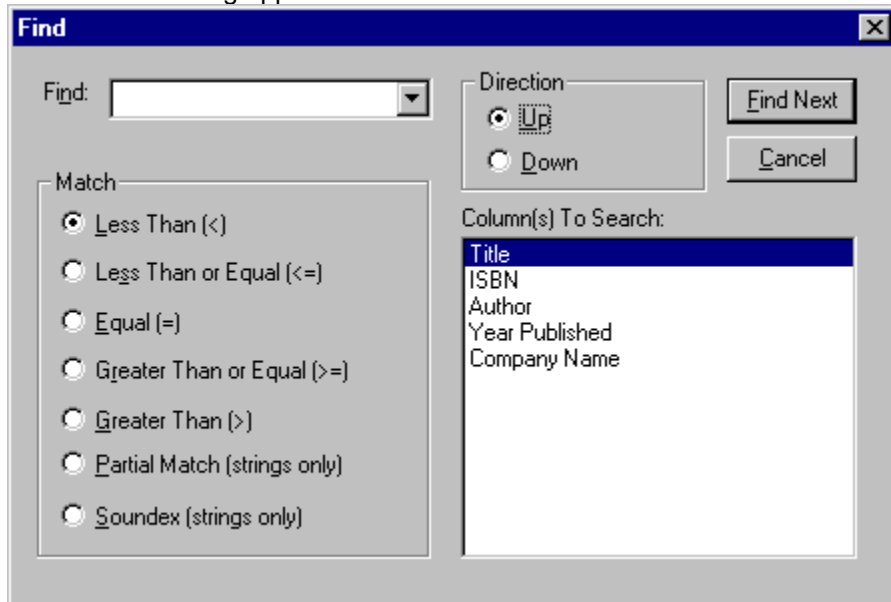 Find
Find:
Direction
Up
Down
Find Next
Cancel
Match
Less Than (<)
Less Than or Equal (<=)
Equal (=)
Greater Than or Equal (>=)
Greater Than (>)
Partial Match (strings only)
Soundex (strings only)
Column(s) To Search:
Title
ISBN
Author
Year Published
Company Name